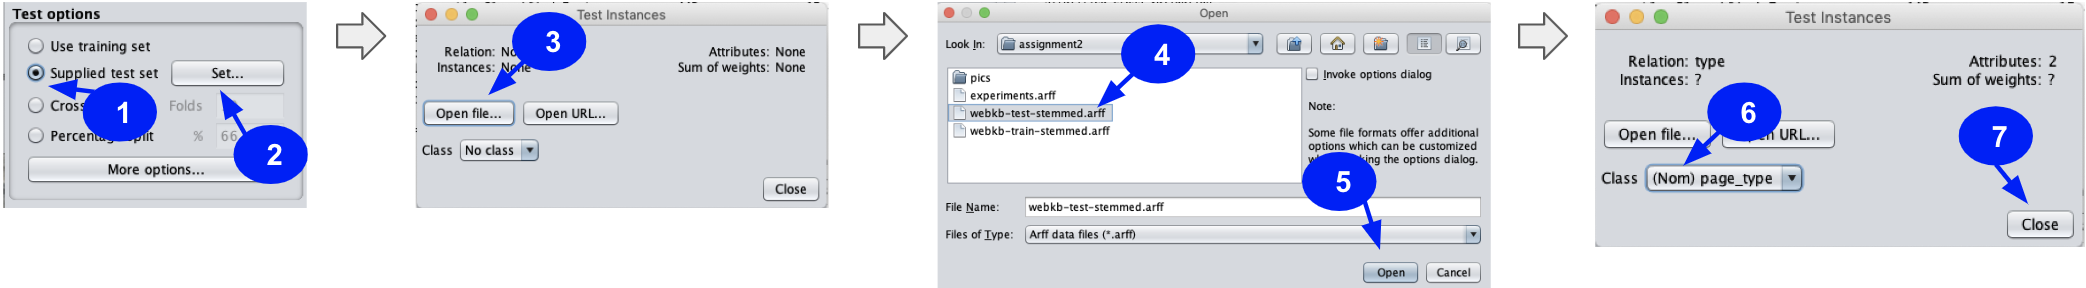 Test options
Use training set
Supplied test set
Set...
Cross
Folds
Percentage split
%
66
More options...
1
2
Test Instances
Relation: None
Attributes: None
Instances: None
Sum of weights: None
Open file...
Open URL...
Class
No class
Close
3
Open
Look In:
assignment2
pics
experiments.arff
webkb-test-stemmed.arff
webkb-train-stemmed.arff
Invoke options dialog
Note:
Some file formats offer additional
options which can be customized
the options dialog.
File Name:
webkb-test-stemmed.arff
Files of Type:
Arff data files (*.arff)
Open
Cancel
4
5
Test Instances
Relation: type
Attributes: 2
Instances: ?
Sum of weights: ?
Open file...
URL...
Class
(Nom) page_type
Close
6
7